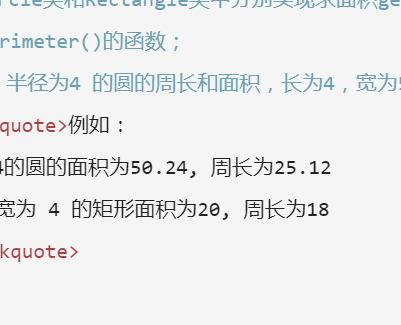 rcle类和Rectangle类中分别实现求面积ge
rimeter()的函数；
半径为4 的圆的周长和面积，长为4，宽为5
quote>例如：
4的圆的面积为50.24, 周长为25.12
宽为 4 的矩形面积为20, 周长为18
kquote>